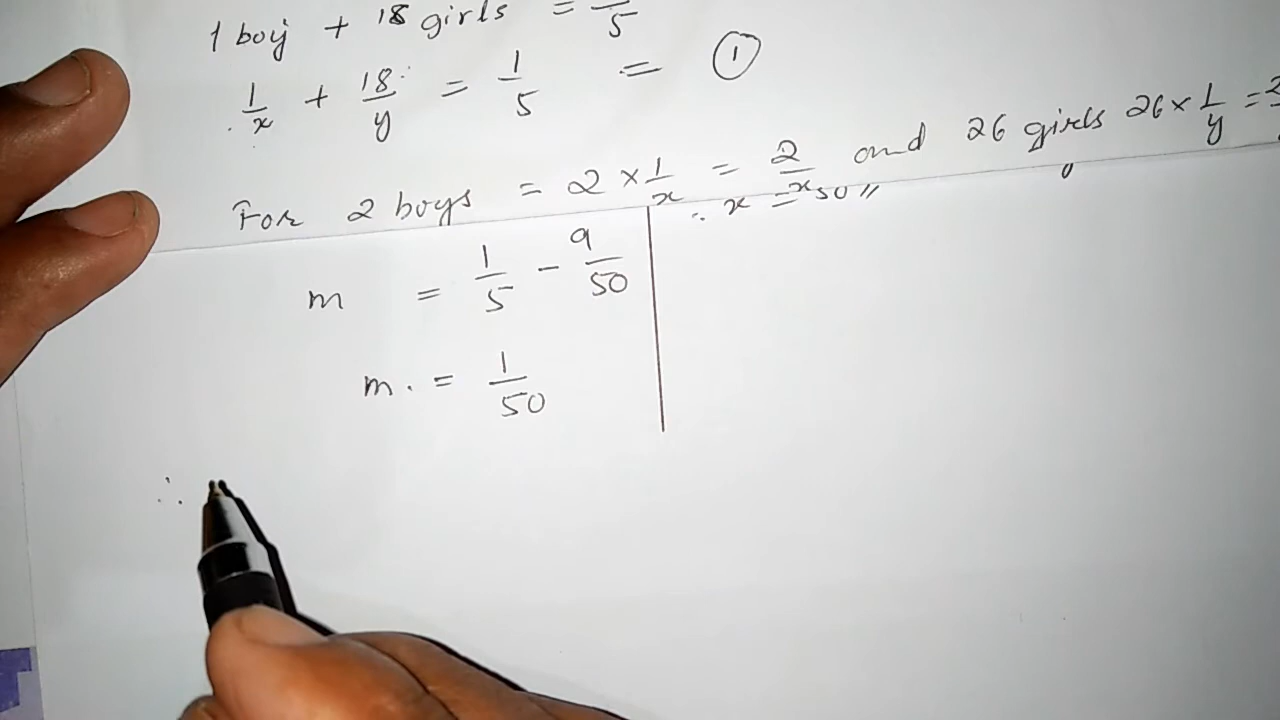 1 boy + 18 girls = /5
1/x + 18/y = 1/5 = ①
For 2 boys = 2 × 1/x = 2/x and 26 girls 26 × 1/y = 2
∴ x = 50 //
m = 1/5 - 9/50
m. = 1/50
∴